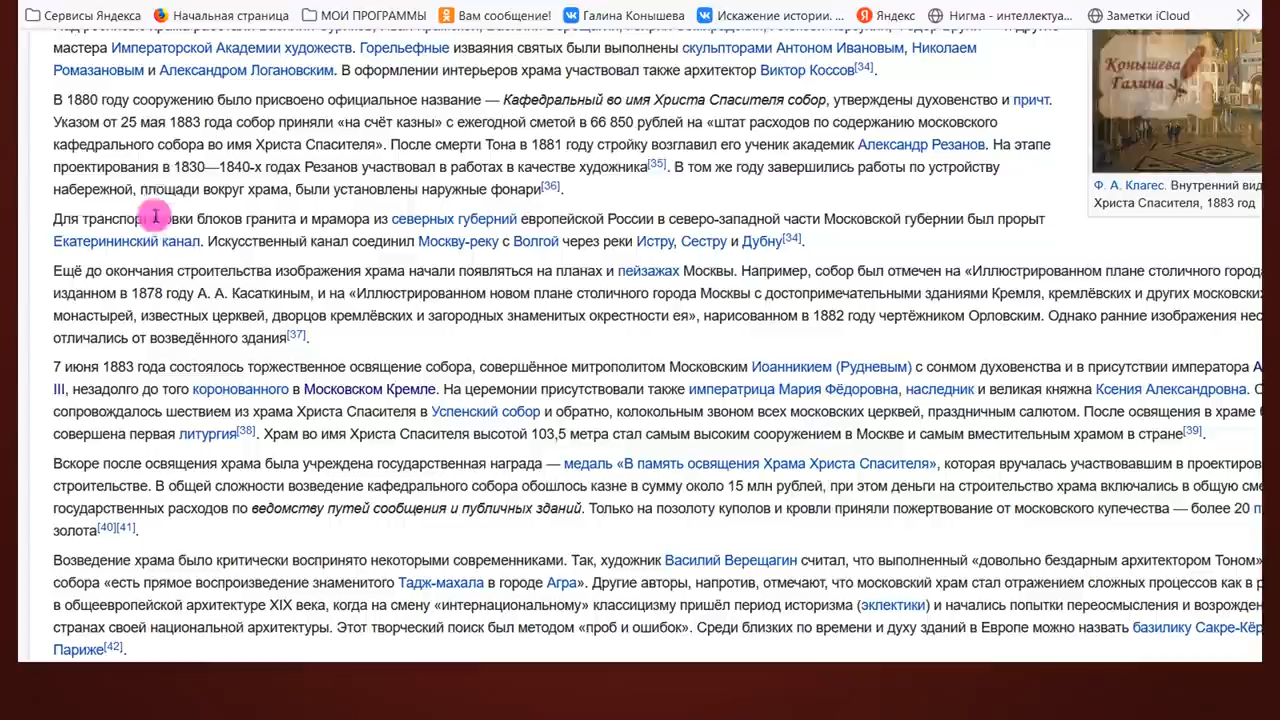 Сервисы Яндекса Начальная страница МОИ ПРОГРАММЫ Вам сообщение! Галина Конышева Искажение истории. ... Яндекс Нигма - интеллектуа... Заметки iCloud
мастера Императорской Академии художеств. Горельефные изваяния святых были выполнены скульпторами Антоном Ивановым, Николаем
Ромазановым и Александром Логановским. В оформлении интерьеров храма участвовал также архитектор Виктор Коссов[34].
В 1880 году сооружению было присвоено официальное название — Кафедральный во имя Христа Спасителя собор, утверждены духовенство и причт.
Указом от 25 мая 1883 года собор приняли «на счёт казны» с ежегодной сметой в 66 850 рублей на «штат расходов по содержанию московского
кафедрального собора во имя Христа Спасителя». После смерти Тона в 1881 году стройку возглавил его ученик академик Александр Резанов. На этапе
проектирования в 1830—1840-х годах Резанов участвовал в работах в качестве художника[35]. В том же году завершились работы по устройству
набережной, площади вокруг храма, были установлены наружные фонари[36].
Конышева
Галина
Ф. А. Клагес. Внутренний вид
Христа Спасителя, 1883 год
Для транспортировки блоков гранита и мрамора из северных губерний европейской России в северо-западной части Московской губернии был прорыт
Екатерининский канал. Искусственный канал соединил Москву-реку с Волгой через реки Истру, Сестру и Дубну[34].
Ещё до окончания строительства изображения храма начали появляться на планах и пейзажах Москвы. Например, собор был отмечен на «Иллюстрированном плане столичного города
изданном в 1878 году А. А. Касаткиным, и на «Иллюстрированном новом плане столичного города Москвы с достопримечательными зданиями Кремля, кремлёвских и других московски
монастырей, известных церквей, дворцов кремлёвских и загородных знаменитых окрестности ея», нарисованном в 1882 году чертёжником Орловским. Однако ранние изображения нес
отличались от возведённого здания[37].
7 июня 1883 года состоялось торжественное освящение собора, совершённое митрополитом Московским Иоанникием (Рудневым) с сонмом духовенства и в присутствии императора А
III, незадолго до того коронованного в Московском Кремле. На церемонии присутствовали также императрица Мария Фёдоровна, наследник и великая княжна Ксения Александровна. С
сопровождалось шествием из храма Христа Спасителя в Успенский собор и обратно, колокольным звоном всех московских церквей, праздничным салютом. После освящения в храме б
совершена первая литургия[38]. Храм во имя Христа Спасителя высотой 103,5 метра стал самым высоким сооружением в Москве и самым вместительным храмом в стране[39].
Вскоре после освящения храма была учреждена государственная награда — медаль «В память освящения Храма Христа Спасителя», которая вручалась участвовавшим в проектиров
строительстве. В общей сложности возведение кафедрального собора обошлось казне в сумму около 15 млн рублей, при этом деньги на строительство храма включались в общую сме
государственных расходов по ведомству путей сообщения и публичных зданий. Только на позолоту куполов и кровли приняли пожертвование от московского купечества — более 20 п
золота[40][41].
Возведение храма было критически воспринято некоторыми современниками. Так, художник Василий Верещагин считал, что выполненный «довольно бездарным архитектором Тоном»
собора «есть прямое воспроизведение знаменитого Тадж-махала в городе Агра». Другие авторы, напротив, отмечают, что московский храм стал отражением сложных процессов как в р
в общеевропейской архитектуре XIX века, когда на смену «интернациональному» классицизму пришёл период историзма (эклектики) и начались попытки переосмысления и возрожден
странах своей национальной архитектуры. Этот творческий поиск был методом «проб и ошибок». Среди близких по времени и духу зданий в Европе можно назвать базилику Сакре-Кёр
Париже[42].